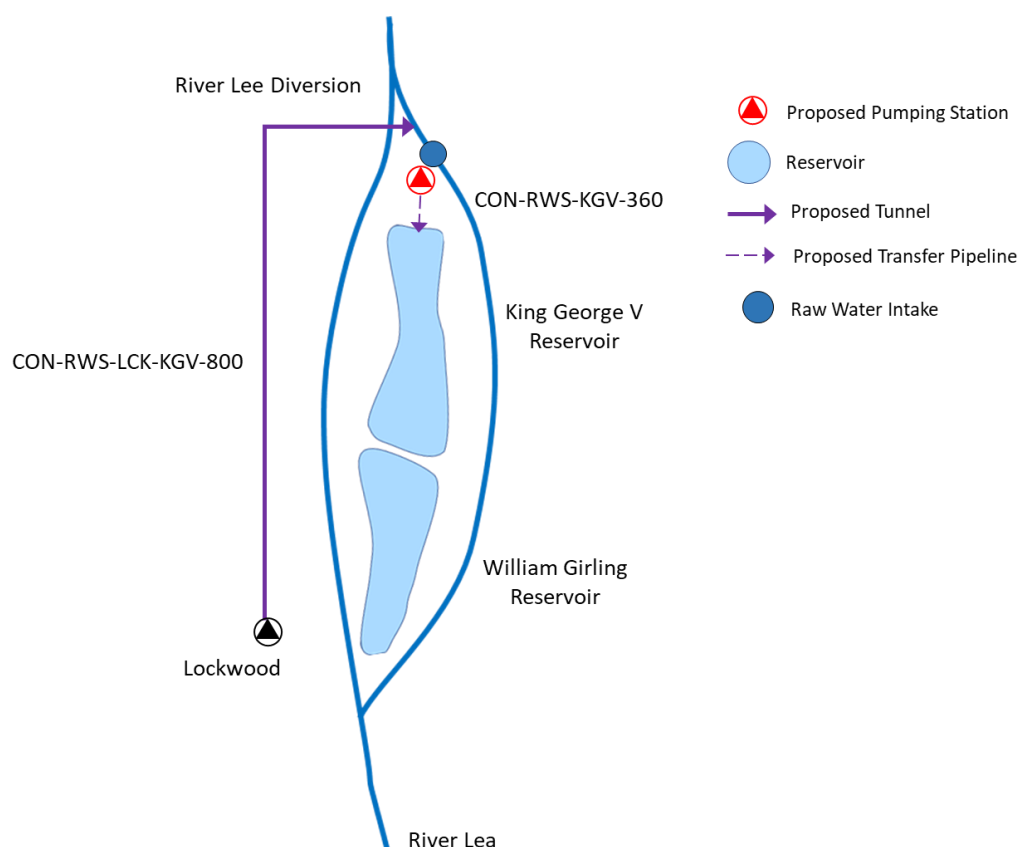 River Lee Diversion
CON-RWS-KGV-360
King George V
Reservoir
CON-RWS-LCK-KGV-800
William Girling
Reservoir
Lockwood
River Lea
Proposed Pumping Station
Reservoir
Proposed Tunnel
Proposed Transfer Pipeline
Raw Water Intake